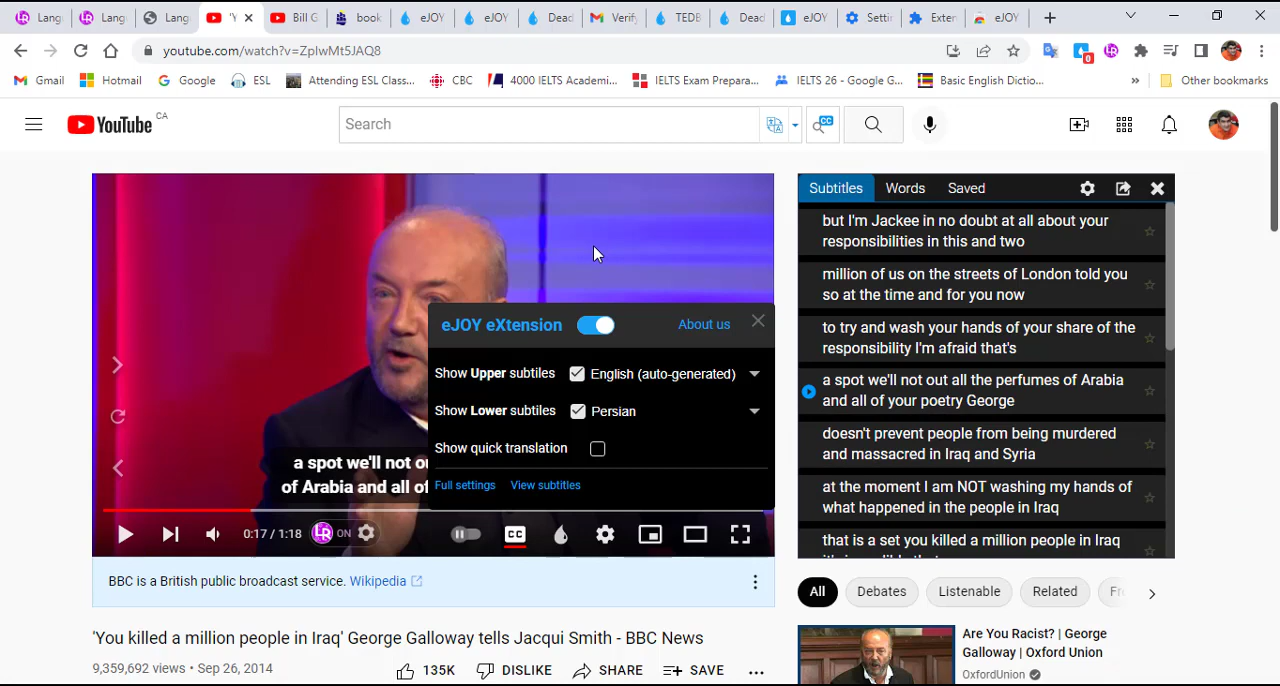 Lang
Lang
Lang
'Y
Bill G
book
eJOY
eJOY
Dead
Verify
TEDB
Dead
eJOY
Settin
Exten
eJOY
youtube.com/watch?v=ZpIwMt5JAQ8
0
Gmail
Hotmail
Google
ESL
Attending ESL Class...
CBC
4000 IELTS Academi...
IELTS Exam Prepara...
IELTS 26 - Google G...
Basic English Dictio...
»
Other bookmarks
YouTube CA
Search
CC
Subtitles Words Saved
but I'm Jackee in no doubt at all about your
responsibilities in this and two
million of us on the streets of London told you
so at the time and for you now
to try and wash your hands of your share of the
responsibility I'm afraid that's
a spot we'll not out all the perfumes of Arabia
and all of your poetry George
doesn't prevent people from being murdered
and massacred in Iraq and Syria
at the moment I am NOT washing my hands of
what happened in the people in Iraq
that is a set you killed a million people in Iraq
eJOY eXtension
About us
Show Upper subtiles English (auto-generated)
Show Lower subtiles Persian
Show quick translation
Full settings View subtitles
a spot we'll not ou
of Arabia and all of
0:17 / 1:18 LR ON
CC
BBC is a British public broadcast service. Wikipedia
All Debates Listenable Related
'You killed a million people in Iraq' George Galloway tells Jacqui Smith - BBC News
9,359,692 views • Sep 26, 2014
135K DISLIKE SHARE SAVE ...
Are You Racist? | George
Galloway | Oxford Union
OxfordUnion